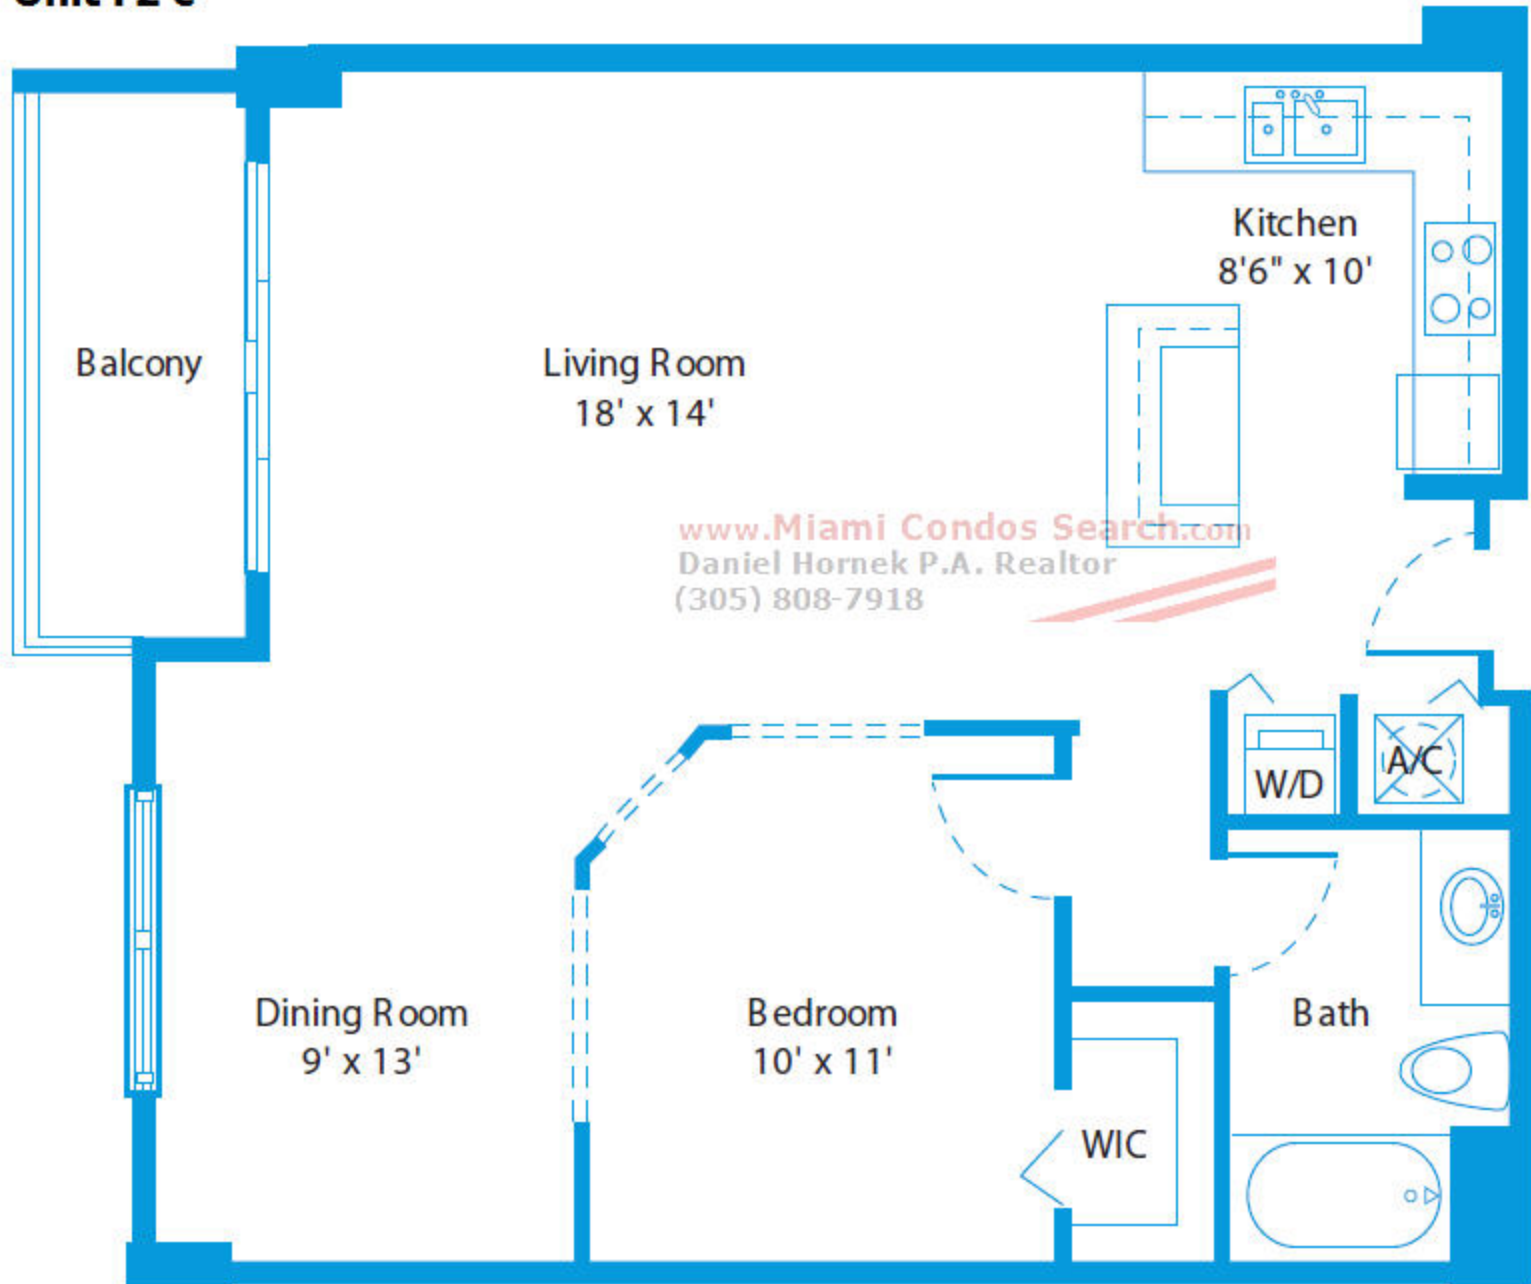 Kitchen
8'6" x 10'
Balcony
Living Room
18' x 14'
www.Miami Condos Search.com
Daniel Hornek P.A. Realtor
(305) 808-7918
W/D
A/C
Dining Room
9' x 13'
Bedroom
10' x 11'
Bath
WIC